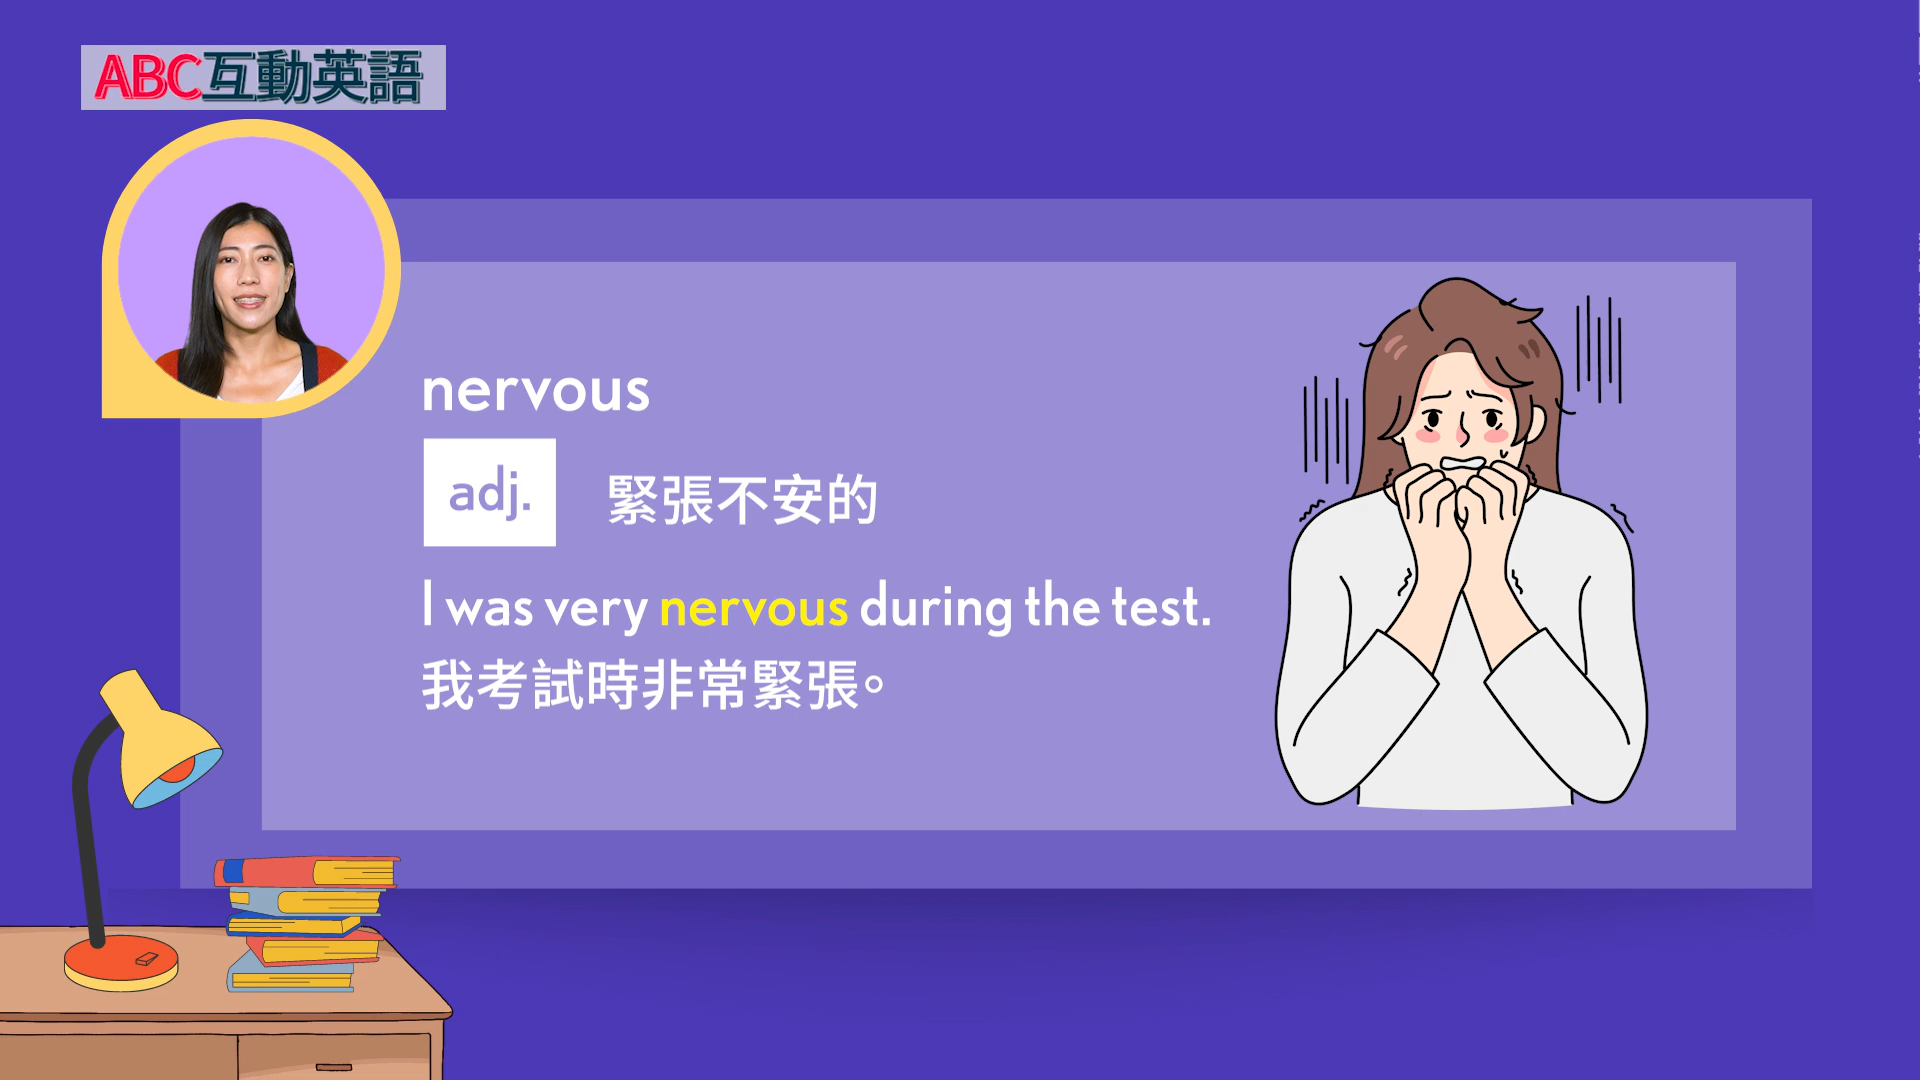 ABC互動英語
nervous
adj. 緊張不安的
I was very nervous during the test.
我考試時非常緊張。